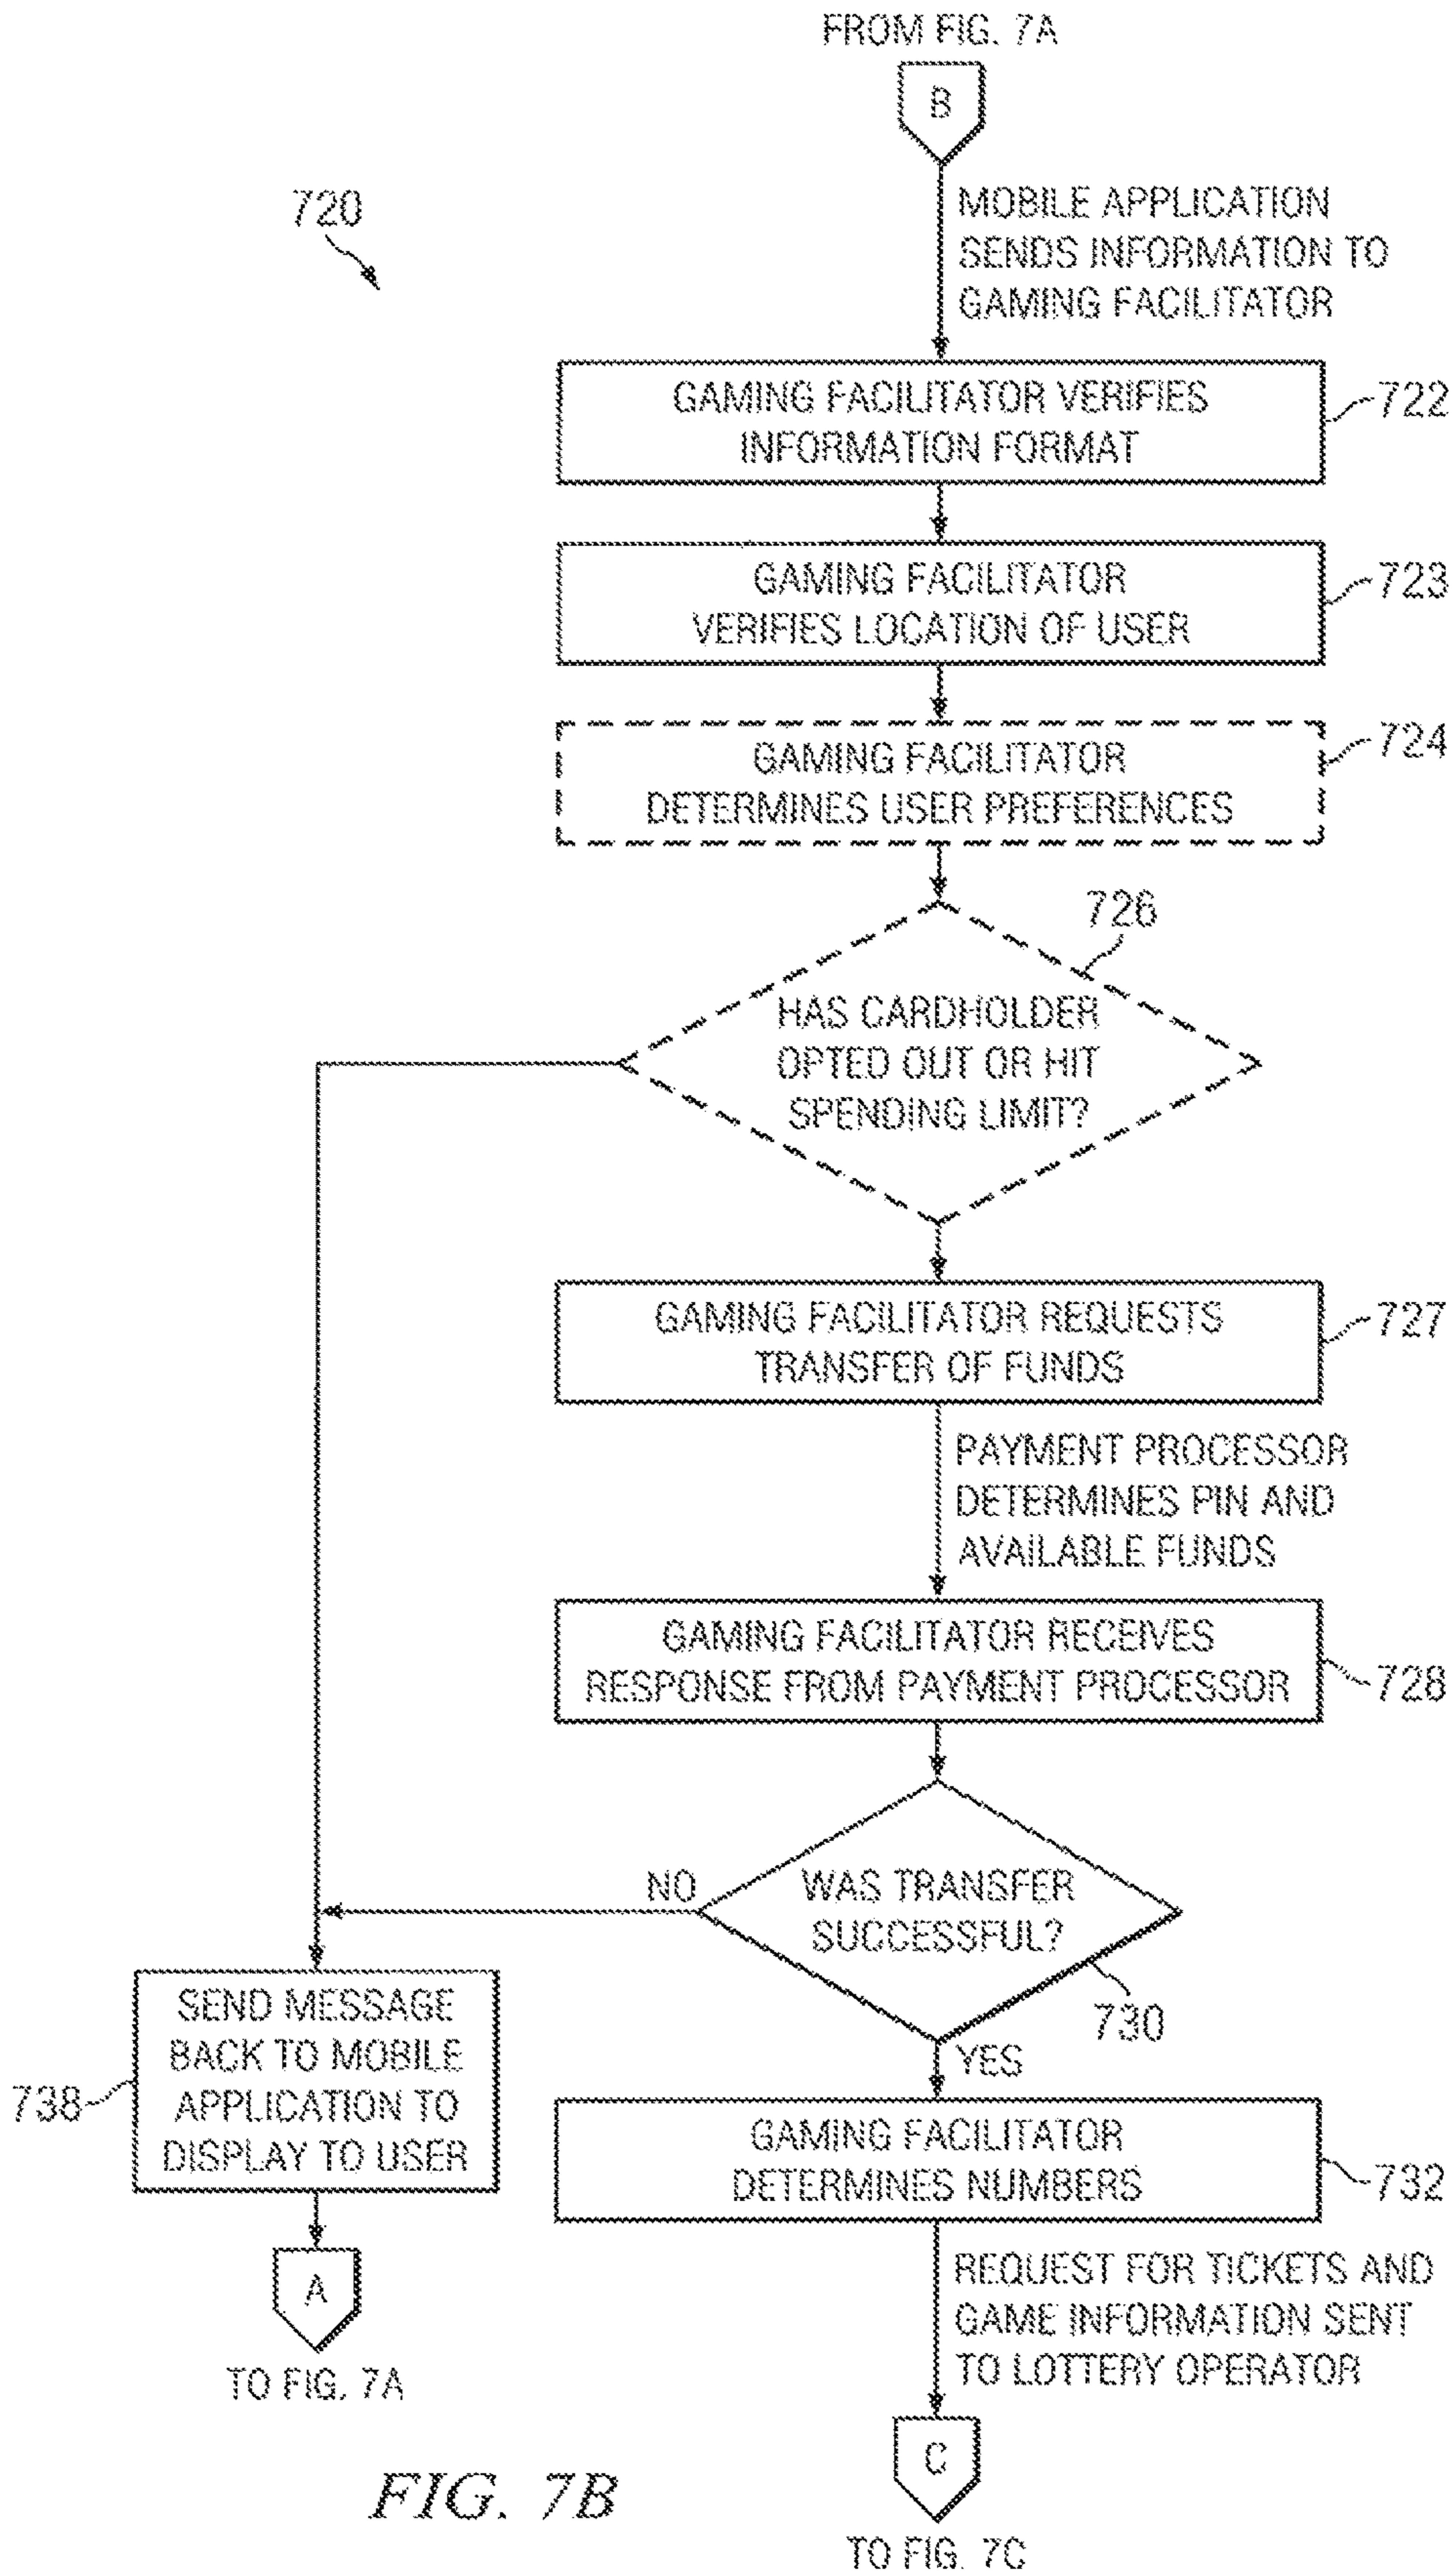 FROM FIG. 7A
B
720
MOBILE APPLICATION
SENDS INFORMATION TO
GAMING FACILITATOR
GAMING FACILITATOR VERIFIES
INFORMATION FORMAT
722
GAMING FACILITATOR
VERIFIES LOCATION OF USER
723
GAMING FACILITATOR
DETERMINES USER PREFERENCES
724
726
HAS CARDHOLDER
OPTED OUT OR HIT
SPENDING LIMIT?
GAMING FACILITATOR REQUESTS
TRANSFER OF FUNDS
727
PAYMENT PROCESSOR
DETERMINES PIN AND
AVAILABLE FUNDS
GAMING FACILITATOR RECEIVES
RESPONSE FROM PAYMENT PROCESSOR
728
NO
WAS TRANSFER
SUCCESSFUL?
730
YES
SEND MESSAGE
BACK TO MOBILE
APPLICATION TO
DISPLAY TO USER
738
GAMING FACILITATOR
DETERMINES NUMBERS
732
A
TO FIG. 7A
REQUEST FOR TICKETS AND
GAME INFORMATION SENT
TO LOTTERY OPERATOR
C
TO FIG. 7C
FIG. 7B